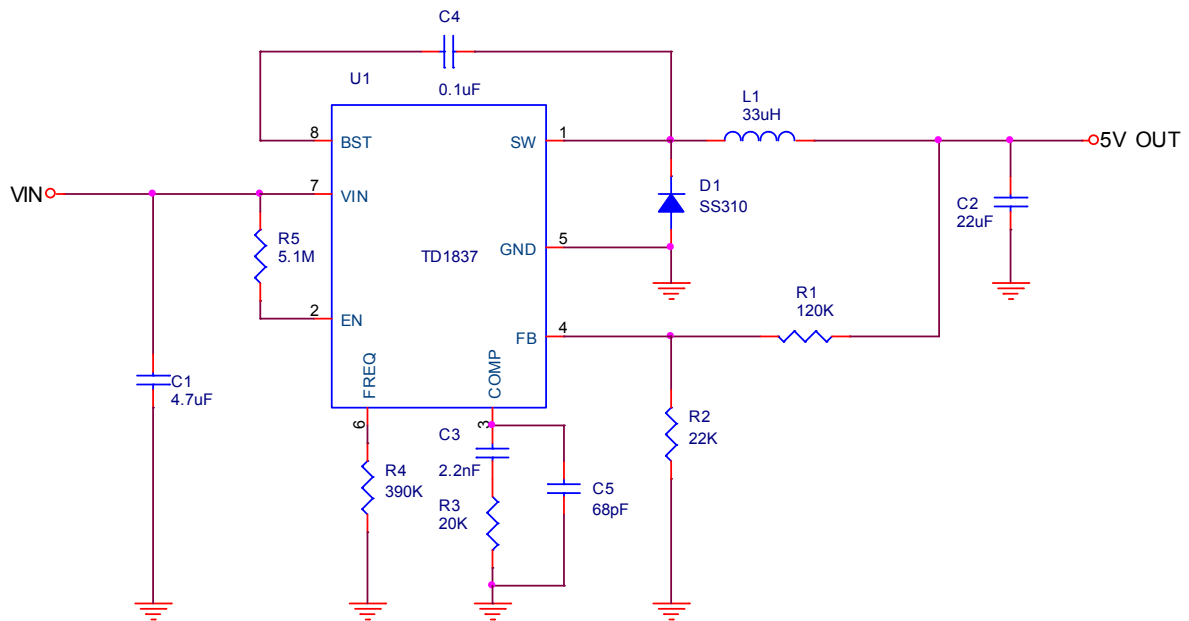 C4
0.1uF
U1
L1
33uH
8
BST
SW
1
5V OUT
VIN
7
VIN
D1
SS310
C2
22uF
R5
5.1M
TD1837
GND
5
R1
120K
2
EN
FB
4
FREQ
COMP
C1
4.7uF
6
3
R2
22K
C3
2.2nF
R4
390K
C5
68pF
R3
20K